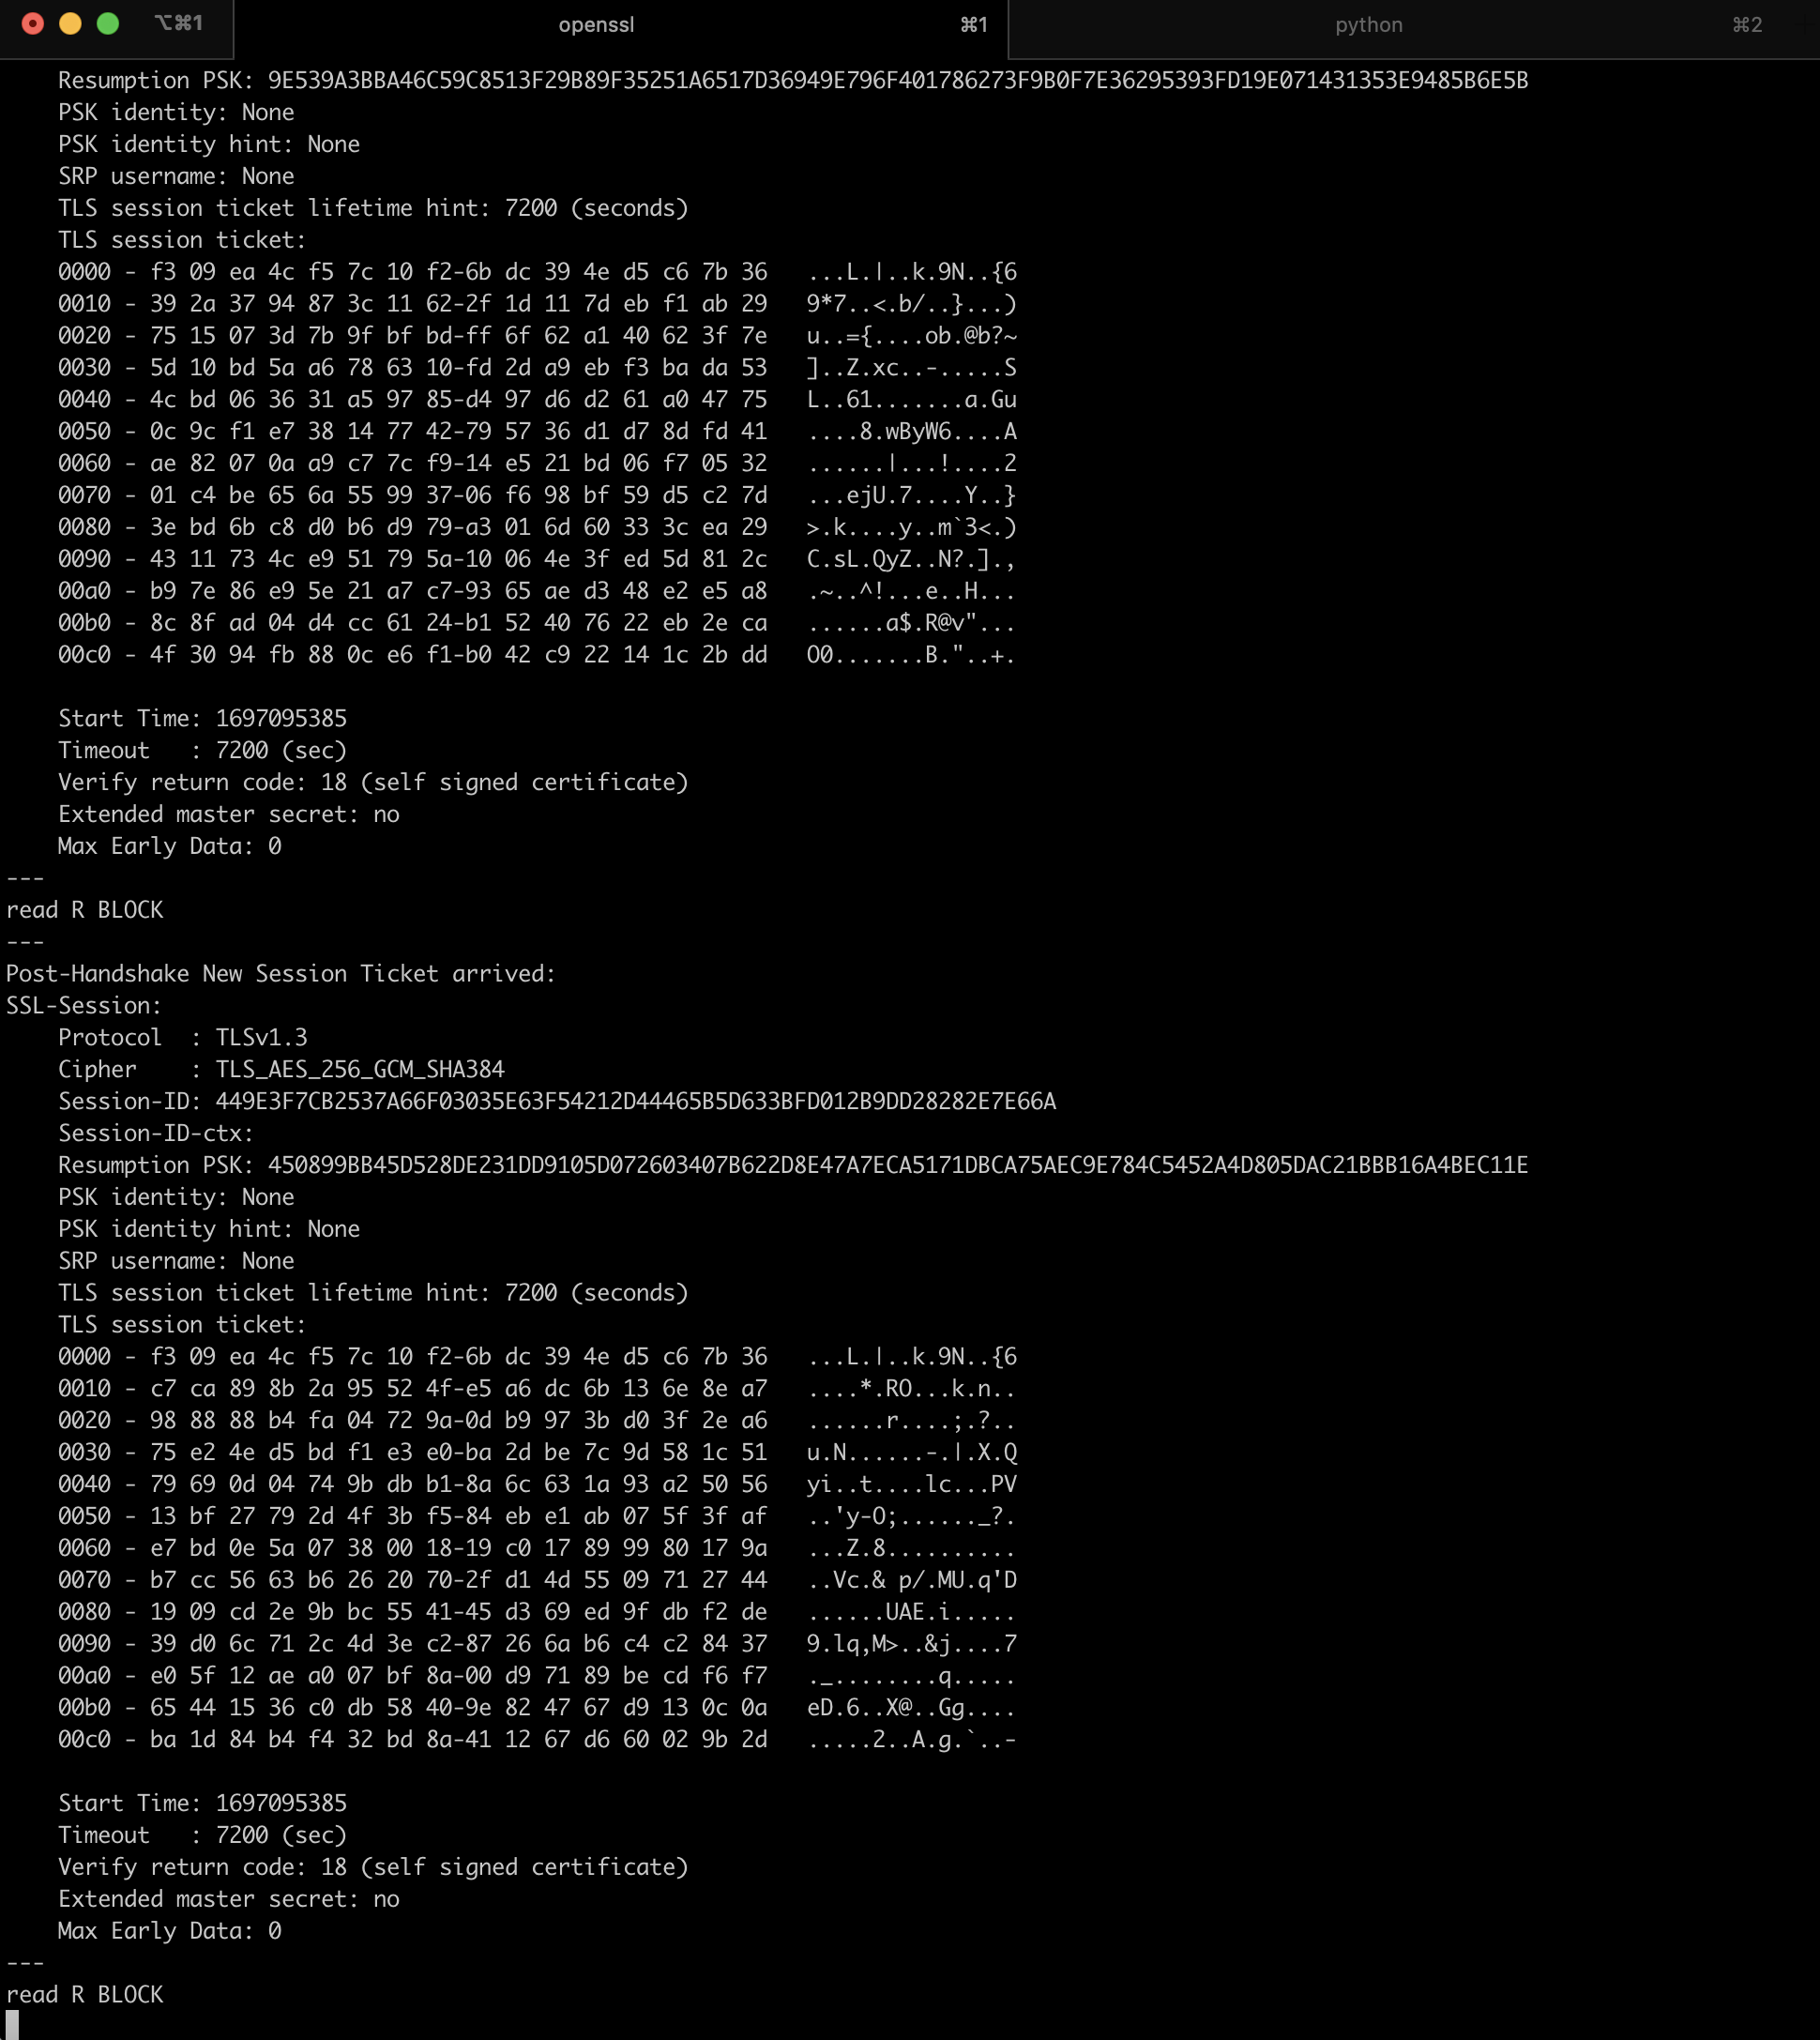 ⌥⌘1 openssl ⌘1 python ⌘2
    Resumption PSK: 9E539A3BBA46C59C8513F29B89F35251A6517D36949E796F401786273F9B0F7E36295393FD19E071431353E9485B6E5B
    PSK identity: None
    PSK identity hint: None
    SRP username: None
    TLS session ticket lifetime hint: 7200 (seconds)
    TLS session ticket:
    0000 - f3 09 ea 4c f5 7c 10 f2-6b dc 39 4e d5 c6 7b 36   ...L.|..k.9N..{6
    0010 - 39 2a 37 94 87 3c 11 62-2f 1d 11 7d eb f1 ab 29   9*7..<.b/..}...)
    0020 - 75 15 07 3d 7b 9f bf bd-ff 6f 62 a1 40 62 3f 7e   u..={....ob.@b?~
    0030 - 5d 10 bd 5a a6 78 63 10-fd 2d a9 eb f3 ba da 53   ]..Z.xc..-.....S
    0040 - 4c bd 06 36 31 a5 97 85-d4 97 d6 d2 61 a0 47 75   L..61.......a.Gu
    0050 - 0c 9c f1 e7 38 14 77 42-79 57 36 d1 d7 8d fd 41   ....8.wByW6....A
    0060 - ae 82 07 0a a9 c7 7c f9-14 e5 21 bd 06 f7 05 32   ......|...!....2
    0070 - 01 c4 be 65 6a 55 99 37-06 f6 98 bf 59 d5 c2 7d   ...ejU.7....Y..}
    0080 - 3e bd 6b c8 d0 b6 d9 79-a3 01 6d 60 33 3c ea 29   >.k....y..m`3<.)
    0090 - 43 11 73 4c e9 51 79 5a-10 06 4e 3f ed 5d 81 2c   C.sL.QyZ..N?.].,
    00a0 - b9 7e 86 e9 5e 21 a7 c7-93 65 ae d3 48 e2 e5 a8   .~..^!...e..H...
    00b0 - 8c 8f ad 04 d4 cc 61 24-b1 52 40 76 22 eb 2e ca   ......a$.R@v"...
    00c0 - 4f 30 94 fb 88 0c e6 f1-b0 42 c9 22 14 1c 2b dd   O0.......B."..+.

    Start Time: 1697095385
    Timeout   : 7200 (sec)
    Verify return code: 18 (self signed certificate)
    Extended master secret: no
    Max Early Data: 0
---
read R BLOCK
---
Post-Handshake New Session Ticket arrived:
SSL-Session:
    Protocol  : TLSv1.3
    Cipher    : TLS_AES_256_GCM_SHA384
    Session-ID: 449E3F7CB2537A66F03035E63F54212D44465B5D633BFD012B9DD28282E7E66A
    Session-ID-ctx:
    Resumption PSK: 450899BB45D528DE231DD9105D072603407B622D8E47A7ECA5171DBCA75AEC9E784C5452A4D805DAC21BBB16A4BEC11E
    PSK identity: None
    PSK identity hint: None
    SRP username: None
    TLS session ticket lifetime hint: 7200 (seconds)
    TLS session ticket:
    0000 - f3 09 ea 4c f5 7c 10 f2-6b dc 39 4e d5 c6 7b 36   ...L.|..k.9N..{6
    0010 - c7 ca 89 8b 2a 95 52 4f-e5 a6 dc 6b 13 6e 8e a7   ....*.RO...k.n..
    0020 - 98 88 88 b4 fa 04 72 9a-0d b9 97 3b d0 3f 2e a6   ......r....;.?..
    0030 - 75 e2 4e d5 bd f1 e3 e0-ba 2d be 7c 9d 58 1c 51   u.N......-.|.X.Q
    0040 - 79 69 0d 04 74 9b db b1-8a 6c 63 1a 93 a2 50 56   yi..t....lc...PV
    0050 - 13 bf 27 79 2d 4f 3b f5-84 eb e1 ab 07 5f 3f af   ..'y-O;......_?.
    0060 - e7 bd 0e 5a 07 38 00 18-19 c0 17 89 99 80 17 9a   ...Z.8..........
    0070 - b7 cc 56 63 b6 26 20 70-2f d1 4d 55 09 71 27 44   ..Vc.& p/.MU.q'D
    0080 - 19 09 cd 2e 9b bc 55 41-45 d3 69 ed 9f db f2 de   ......UAE.i.....
    0090 - 39 d0 6c 71 2c 4d 3e c2-87 26 6a b6 c4 c2 84 37   9.lq,M>..&j....7
    00a0 - e0 5f 12 ae a0 07 bf 8a-00 d9 71 89 be cd f6 f7   ._........q.....
    00b0 - 65 44 15 36 c0 db 58 40-9e 82 47 67 d9 13 0c 0a   eD.6..X@..Gg....
    00c0 - ba 1d 84 b4 f4 32 bd 8a-41 12 67 d6 60 02 9b 2d   .....2..A.g.`..-

    Start Time: 1697095385
    Timeout   : 7200 (sec)
    Verify return code: 18 (self signed certificate)
    Extended master secret: no
    Max Early Data: 0
---
read R BLOCK